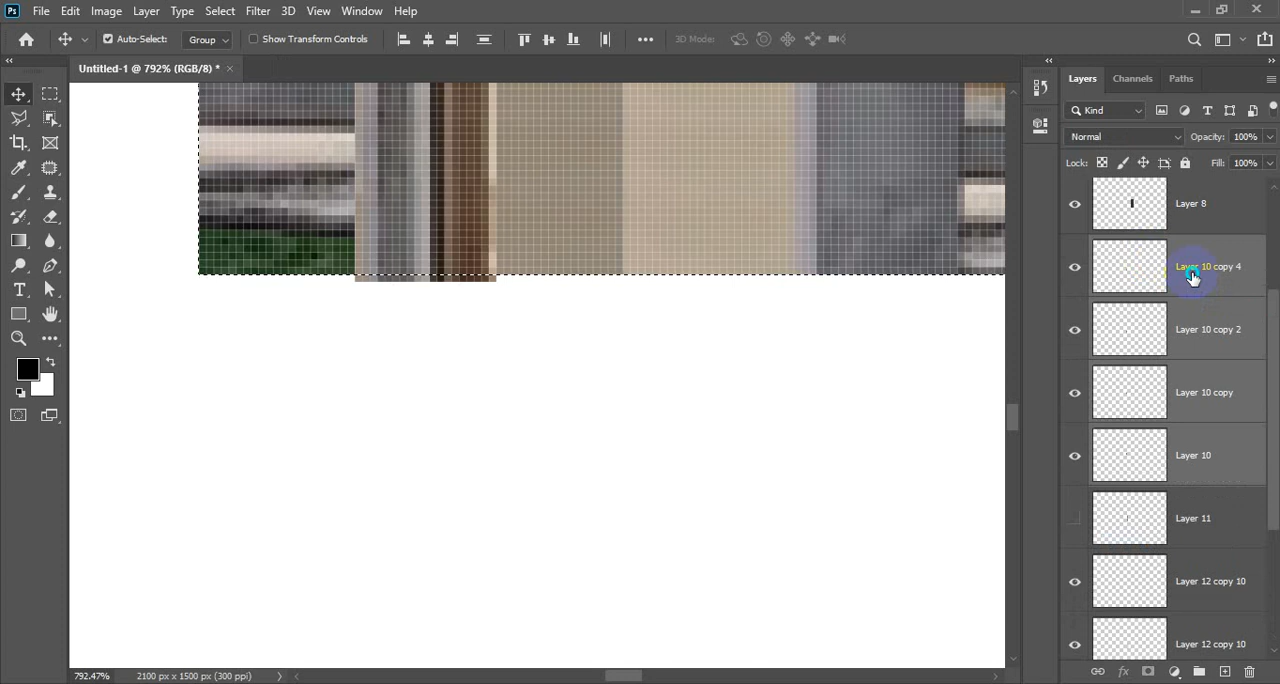 Ps File Edit Image Layer Type Select Filter 3D View Window Help
Auto-Select: Group Show Transform Controls 3D Mode:
Untitled-1 @ 792% (RGB/8) * ×
Layers Channels Paths
Kind
Normal Opacity: 100%
Lock: Fill: 100%
Layer 8
Layer 10 copy 4
Layer 10 copy 2
Layer 10 copy
Layer 10
Layer 11
Layer 12 copy 10
Layer 12 copy 10
792.47% 2100 px x 1500 px (300 ppi)